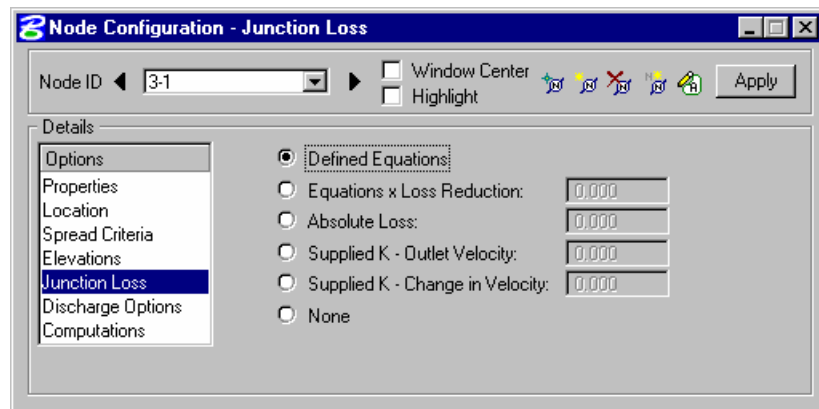 Node Configuration - Junction Loss
Node ID 3-1 Window Center Apply
Highlight
Details
Options
Properties
Location
Spread Criteria
Elevations
Junction Loss
Discharge Options
Computations
Defined Equations
Equations x Loss Reduction: 0.000
Absolute Loss: 0.000
Supplied K - Outlet Velocity: 0.000
Supplied K - Change in Velocity: 0.000
None